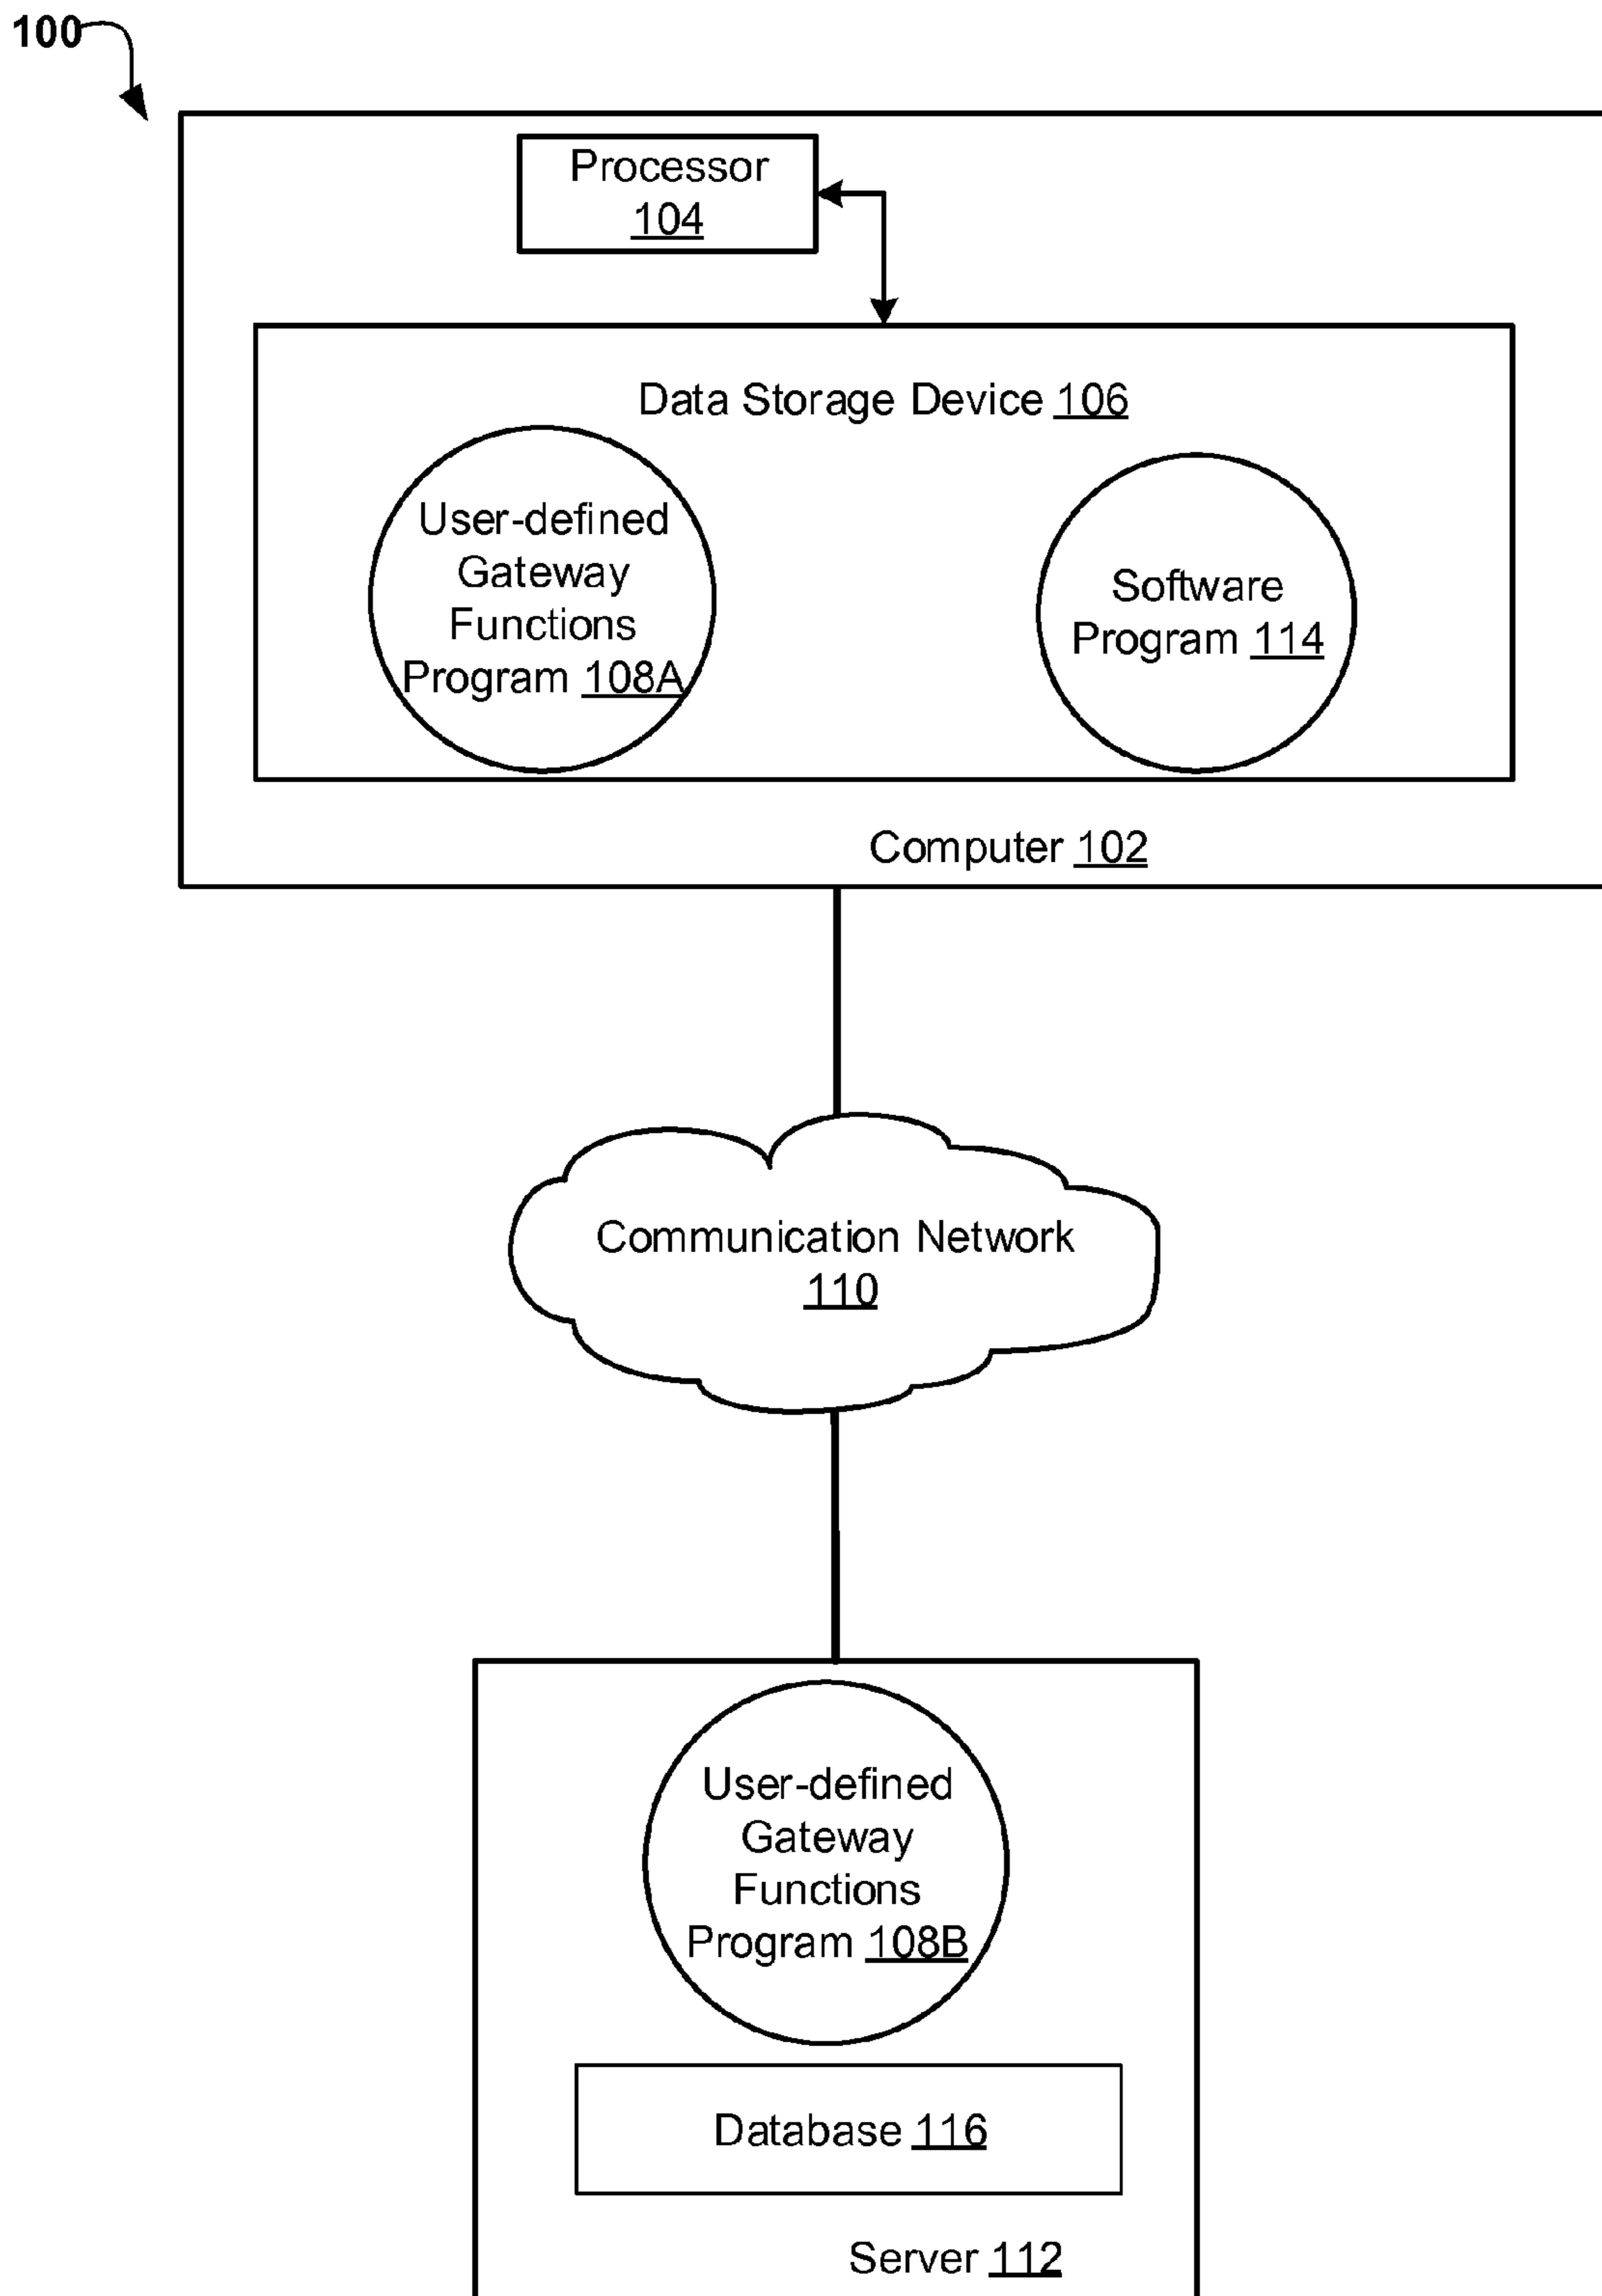 100
Processor
104
Data Storage Device 106
User-defined
Gateway
Functions
Program 108A
Software
Program 114
Computer 102
Communication Network
110
User-defined
Gateway
Functions
Program 108B
Database 116
Server 112